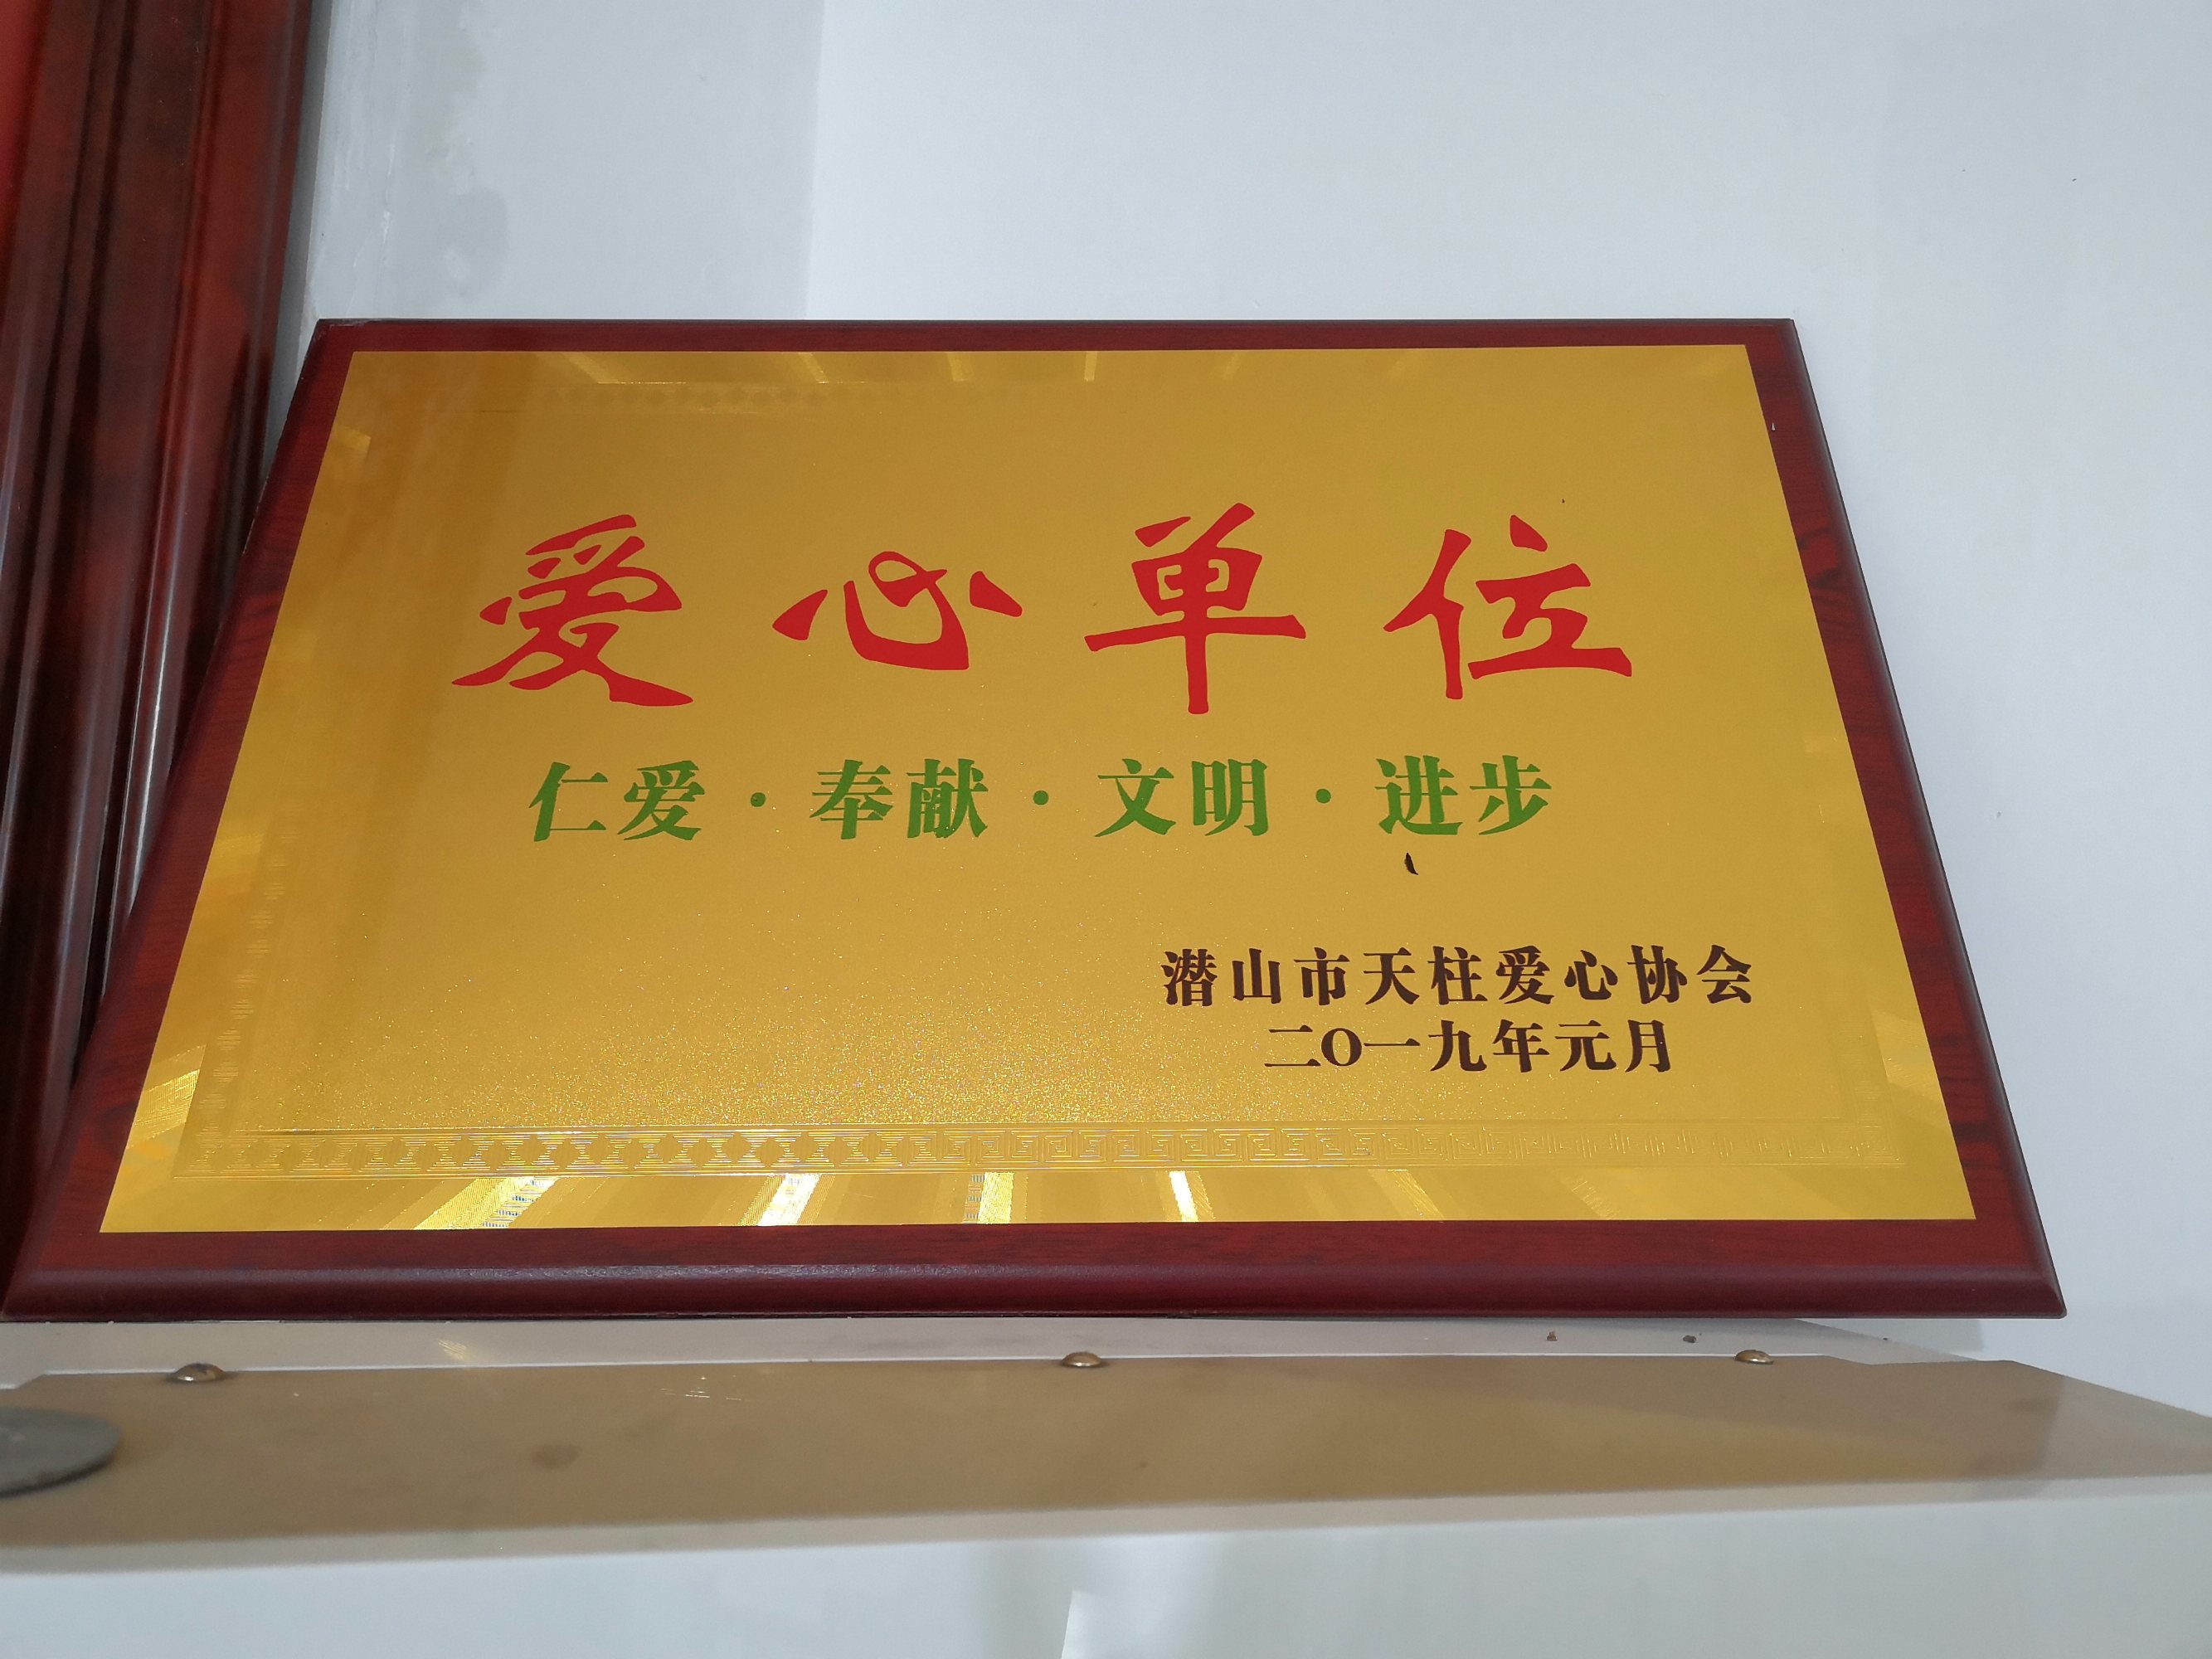 爱心单位
仁爱·奉献·文明·进步
潜山市天柱爱心协会
二〇一九年元月